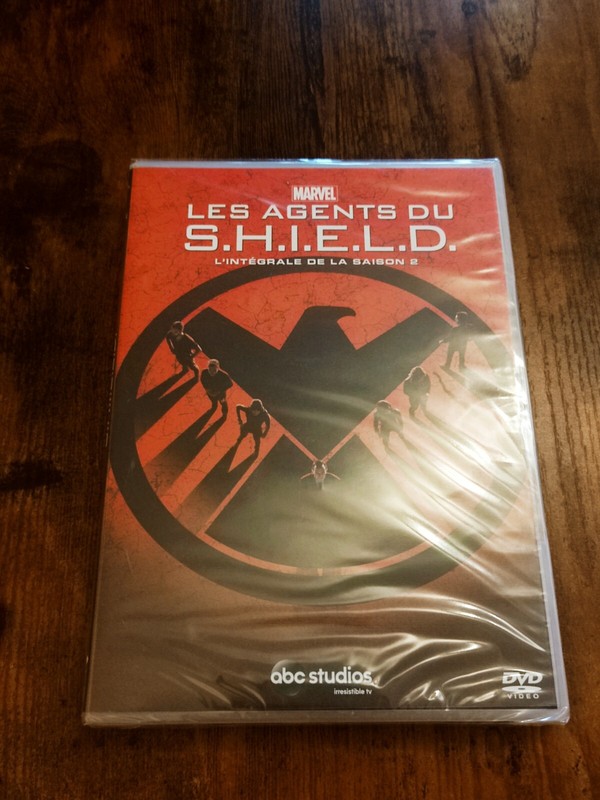 MARVEL
LES AGENTS DU
S.H.I.E.L.D.
L'INTÉGRALE DE LA SAISON 2
abc studios
irresistible tv
DVD
VIDEO